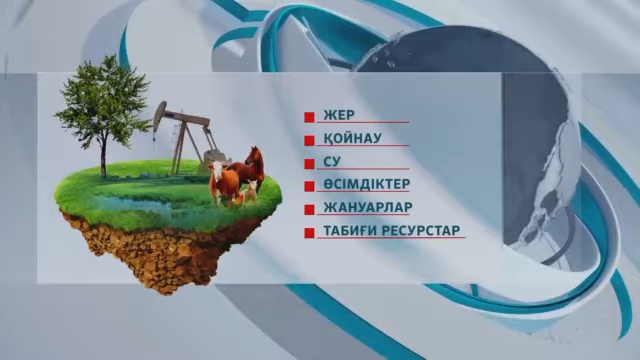 ЖЕР
ҚОЙНАУ
СУ
ӨСІМДІКТЕР
ЖАНУАРЛАР
ТАБИҒИ РЕСУРСТАР